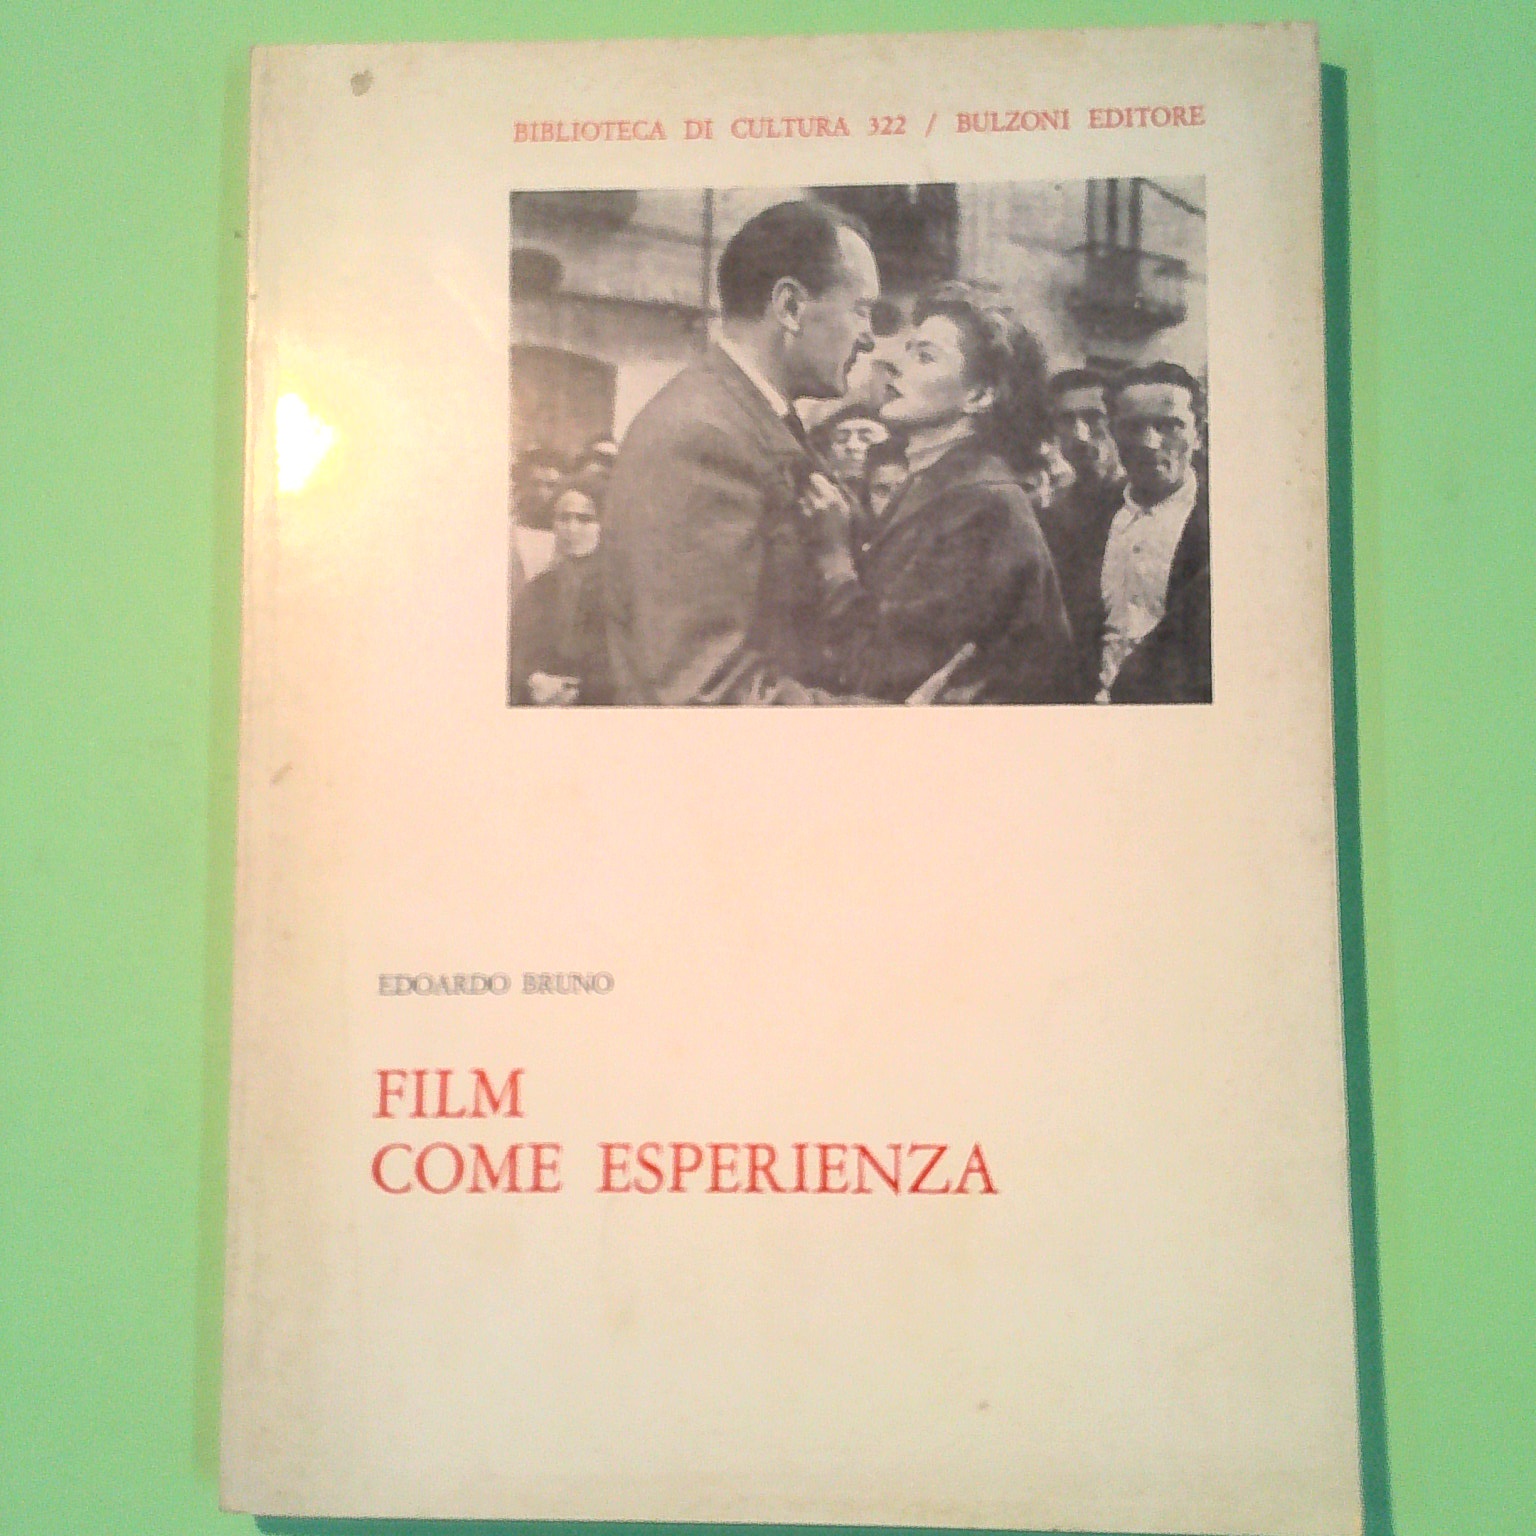 BIBLIOTECA DI CULTURA 322 / BULZONI EDITORE
EDOARDO BRUNO
FILM
COME ESPERIENZA